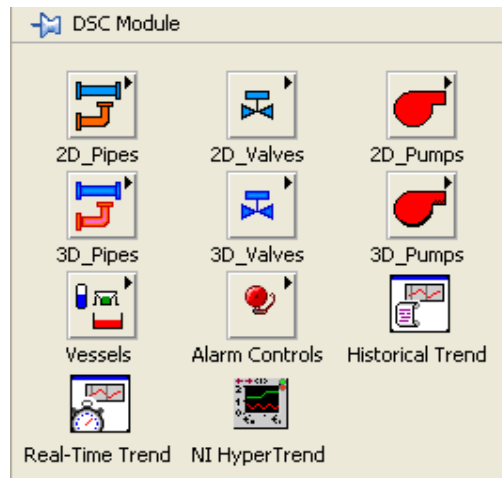 DSC Module
2D_Pipes 2D_Valves 2D_Pumps
3D_Pipes 3D_Valves 3D_Pumps
Vessels Alarm Controls Historical Trend
Real-Time Trend NI HyperTrend